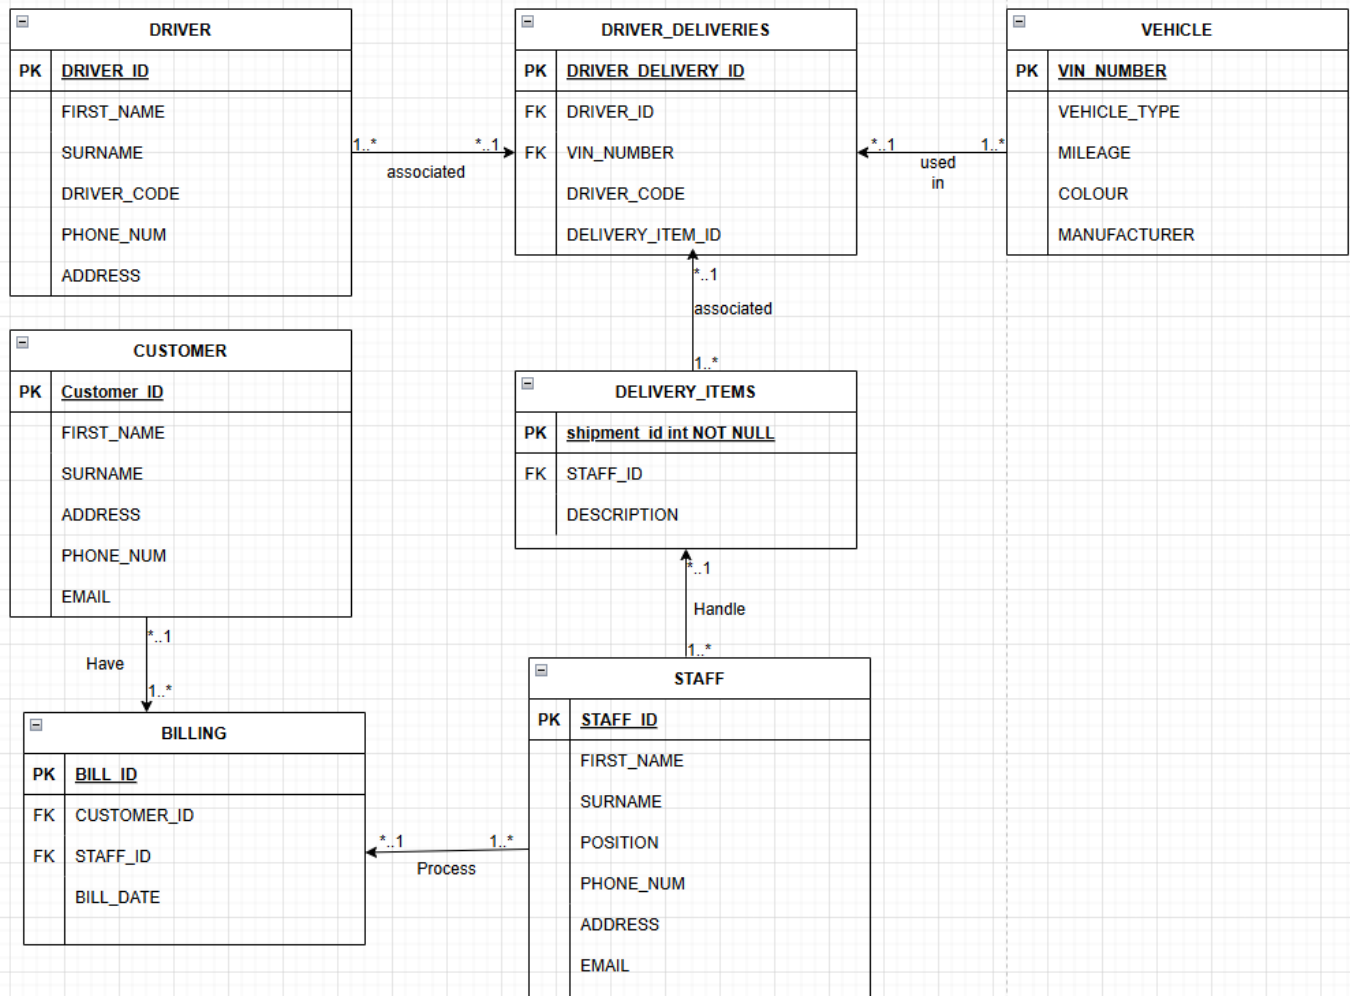 DRIVER
PK DRIVER_ID
FIRST_NAME
SURNAME
DRIVER_CODE
PHONE_NUM
ADDRESS
1..* *..1
associated
DRIVER_DELIVERIES
PK DRIVER_DELIVERY_ID
FK DRIVER_ID
FK VIN_NUMBER
DRIVER_CODE
DELIVERY_ITEM_ID
*..1 1..*
used
in
VEHICLE
PK VIN_NUMBER
VEHICLE_TYPE
MILEAGE
COLOUR
MANUFACTURER
*..1
associated
1..*
CUSTOMER
PK Customer_ID
FIRST_NAME
SURNAME
ADDRESS
PHONE_NUM
EMAIL
DELIVERY_ITEMS
PK shipment_id int NOT NULL
FK STAFF_ID
DESCRIPTION
*..1
Handle
1..*
*..1
Have
1..*
BILLING
PK BILL_ID
FK CUSTOMER_ID
FK STAFF_ID
BILL_DATE
*..1 1..*
Process
STAFF
PK STAFF_ID
FIRST_NAME
SURNAME
POSITION
PHONE_NUM
ADDRESS
EMAIL